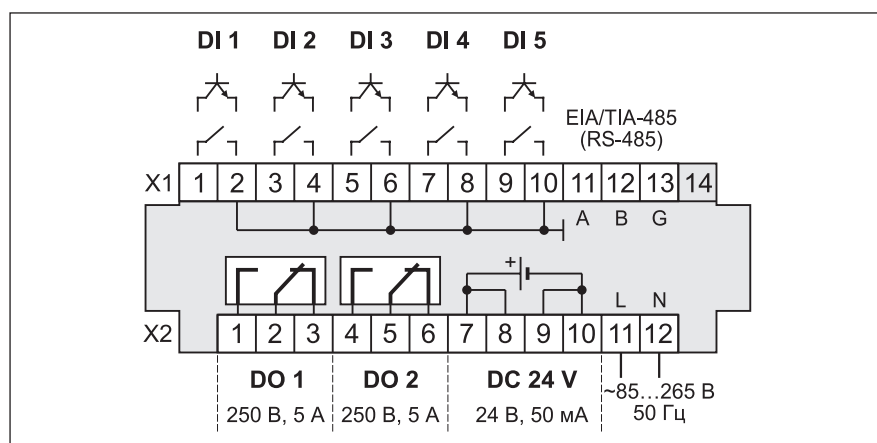 DI 1 DI 2 DI 3 DI 4 DI 5
EIA/TIA-485
(RS-485)
X1 1 2 3 4 5 6 7 8 9 10 11 12 13 14
A B G
+
L N
X2 1 2 3 4 5 6 7 8 9 10 11 12
DO 1 DO 2 DC 24 V
~85...265 В
250 В, 5 А 250 В, 5 А 24 В, 50 мА
50 Гц